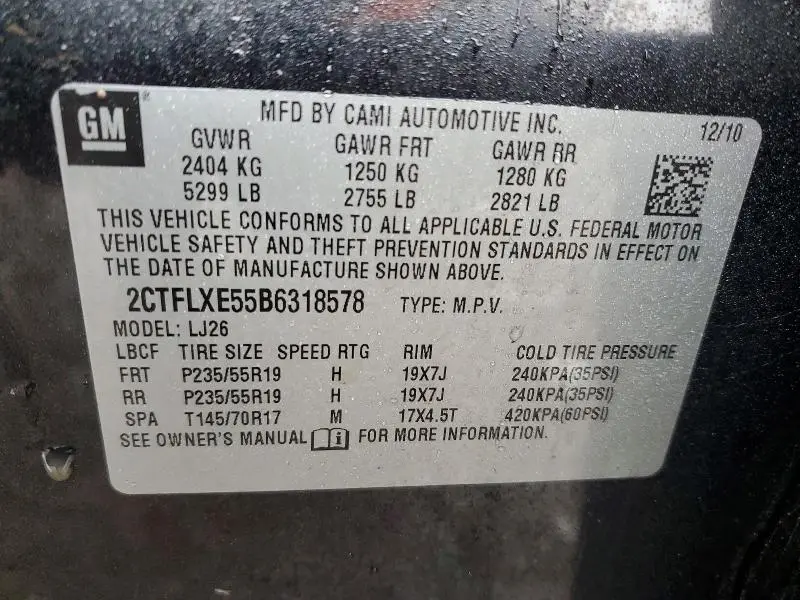 GM ®
MFD BY CAMI AUTOMOTIVE INC. 12/10
GVWR GAWR FRT GAWR RR
2404 KG 1250 KG 1280 KG
5299 LB 2755 LB 2821 LB
THIS VEHICLE CONFORMS TO ALL APPLICABLE U.S. FEDERAL MOTOR
VEHICLE SAFETY AND THEFT PREVENTION STANDARDS IN EFFECT ON
THE DATE OF MANUFACTURE SHOWN ABOVE.
2CTFLXE55B6318578 TYPE: M.P.V.
MODEL: LJ26
LBCF TIRE SIZE SPEED RTG RIM COLD TIRE PRESSURE
FRT P235/55R19 H 19X7J 240KPA(35PSI)
RR P235/55R19 H 19X7J 240KPA(35PSI)
SPA T145/70R17 M 17X4.5T 420KPA(60PSI)
SEE OWNER'S MANUAL i FOR MORE INFORMATION.